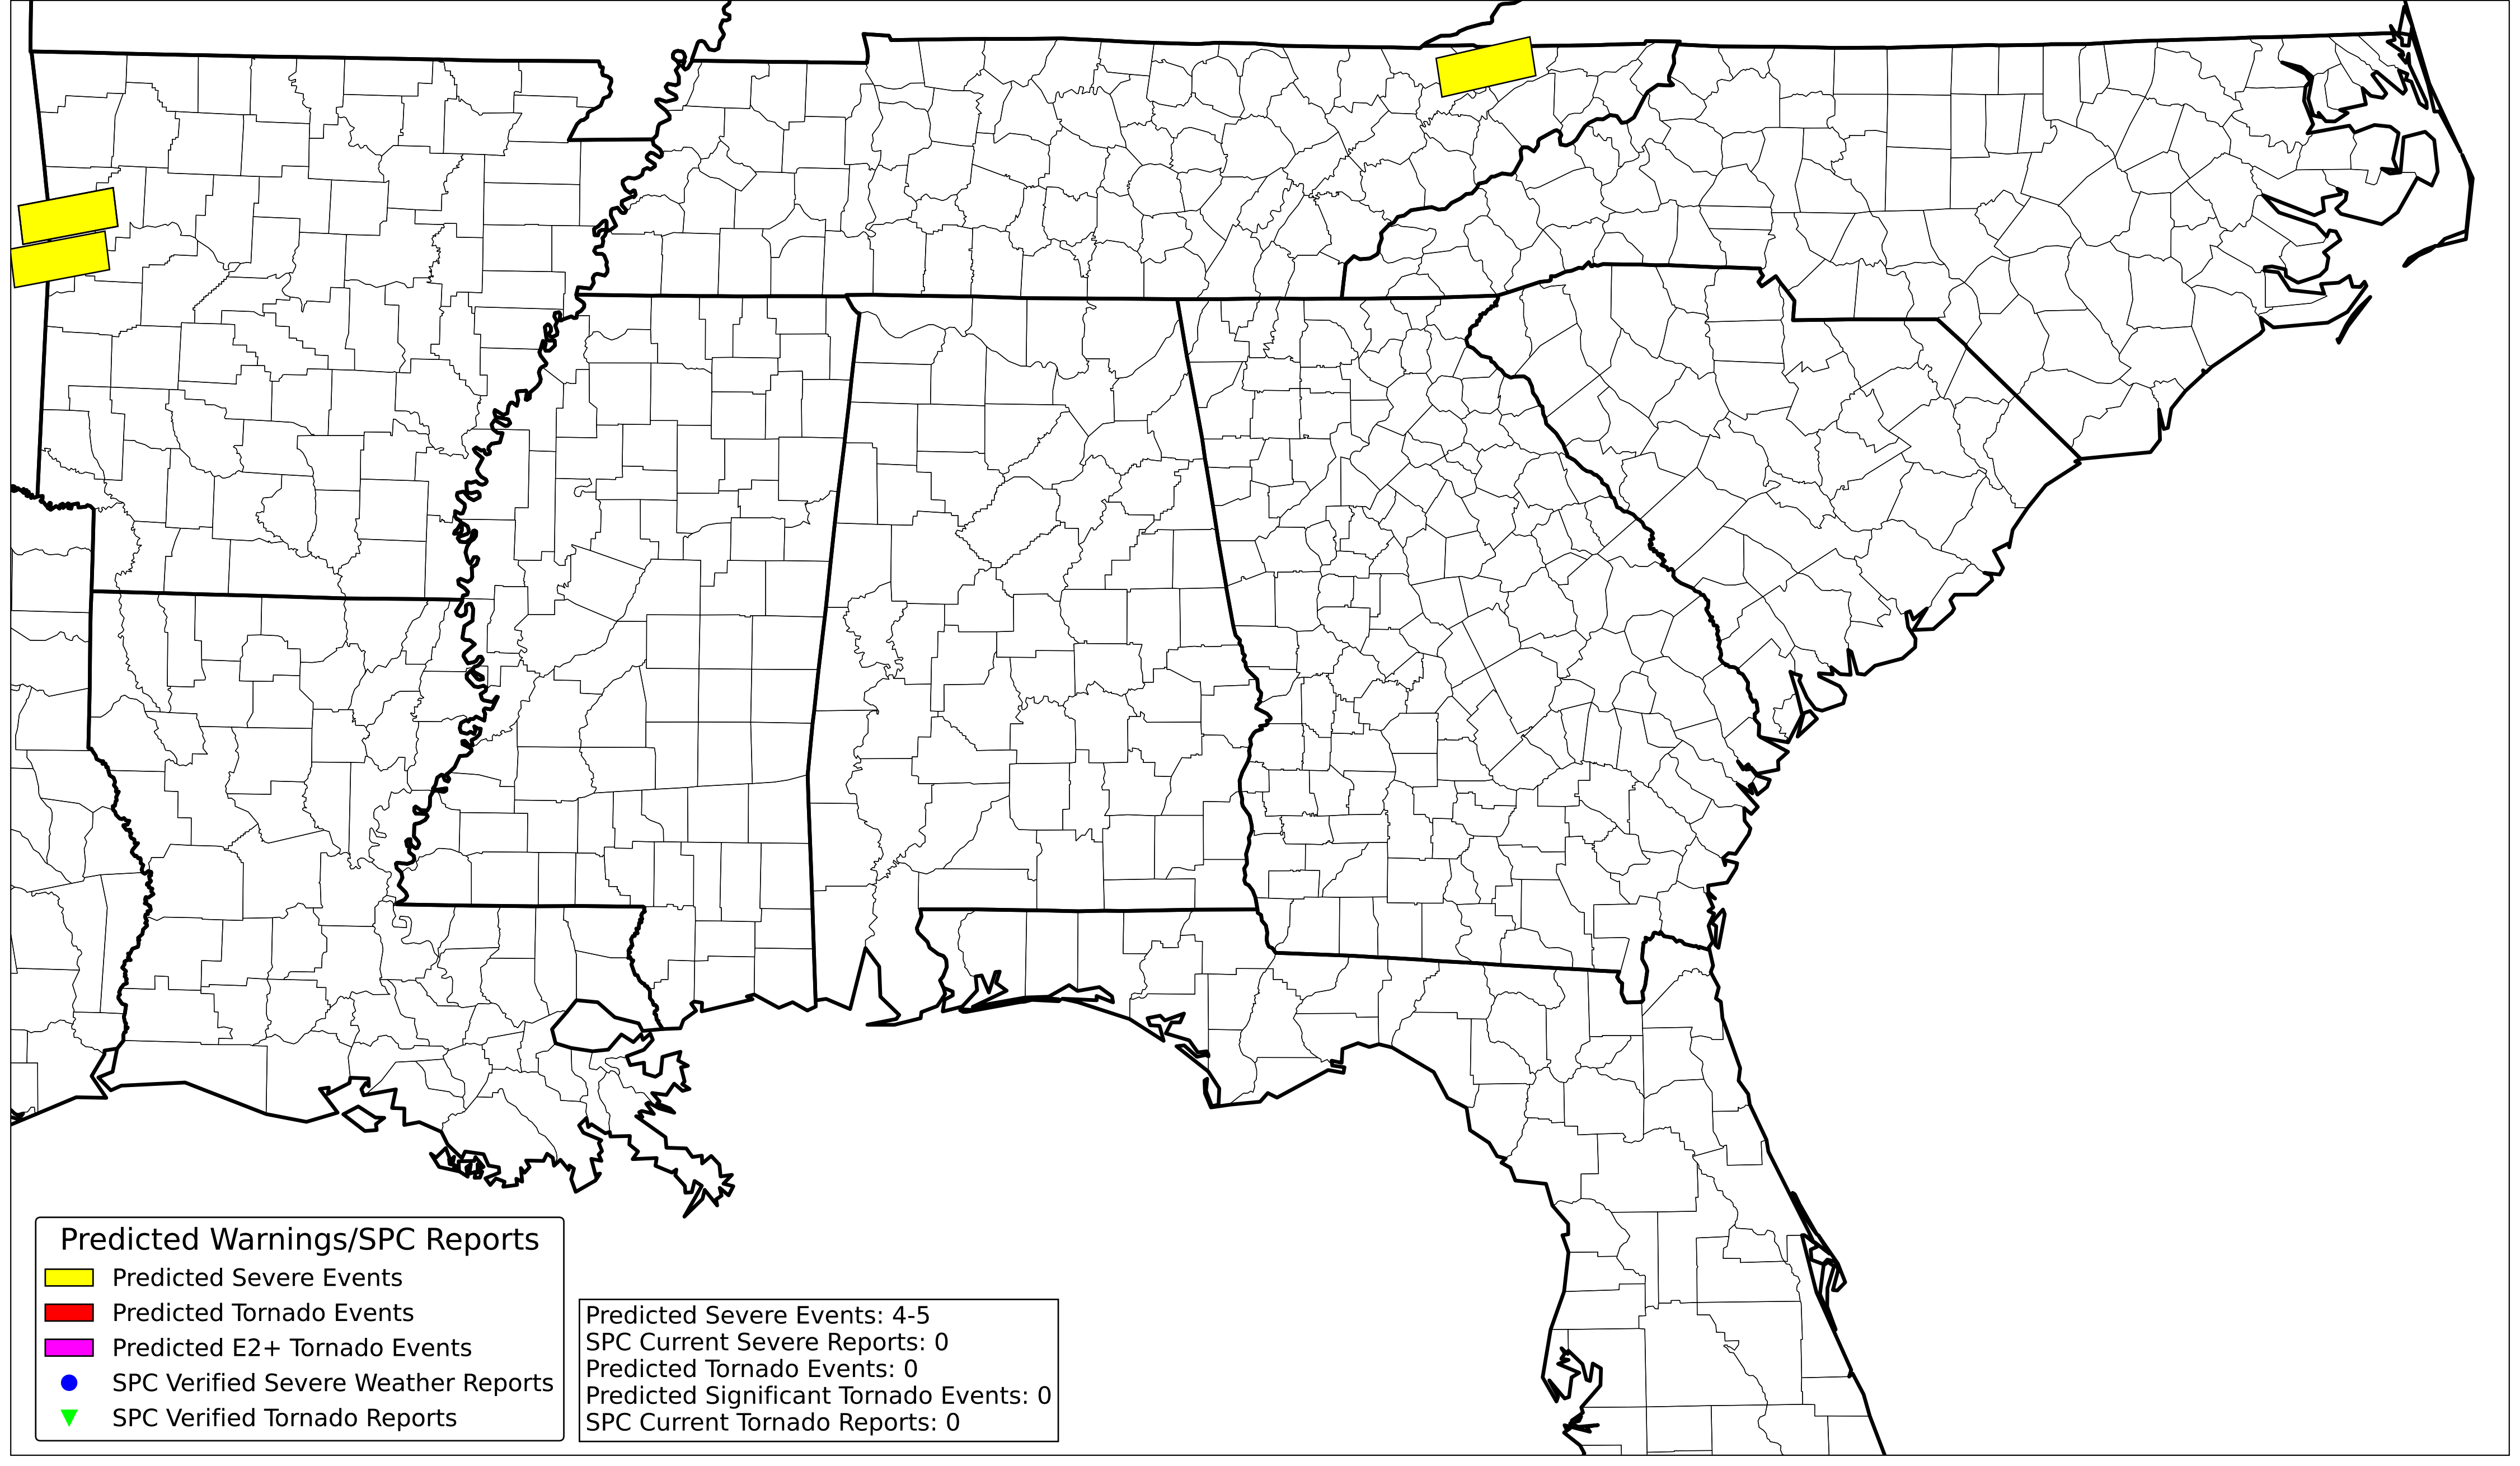 Predicted Warnings/SPC Reports
Predicted Severe Events
Predicted Tornado Events
Predicted E2+ Tornado Events
SPC Verified Severe Weather Reports
SPC Verified Tornado Reports
Predicted Severe Events: 4-5
SPC Current Severe Reports: 0
Predicted Tornado Events: 0
Predicted Significant Tornado Events: 0
SPC Current Tornado Reports: 0